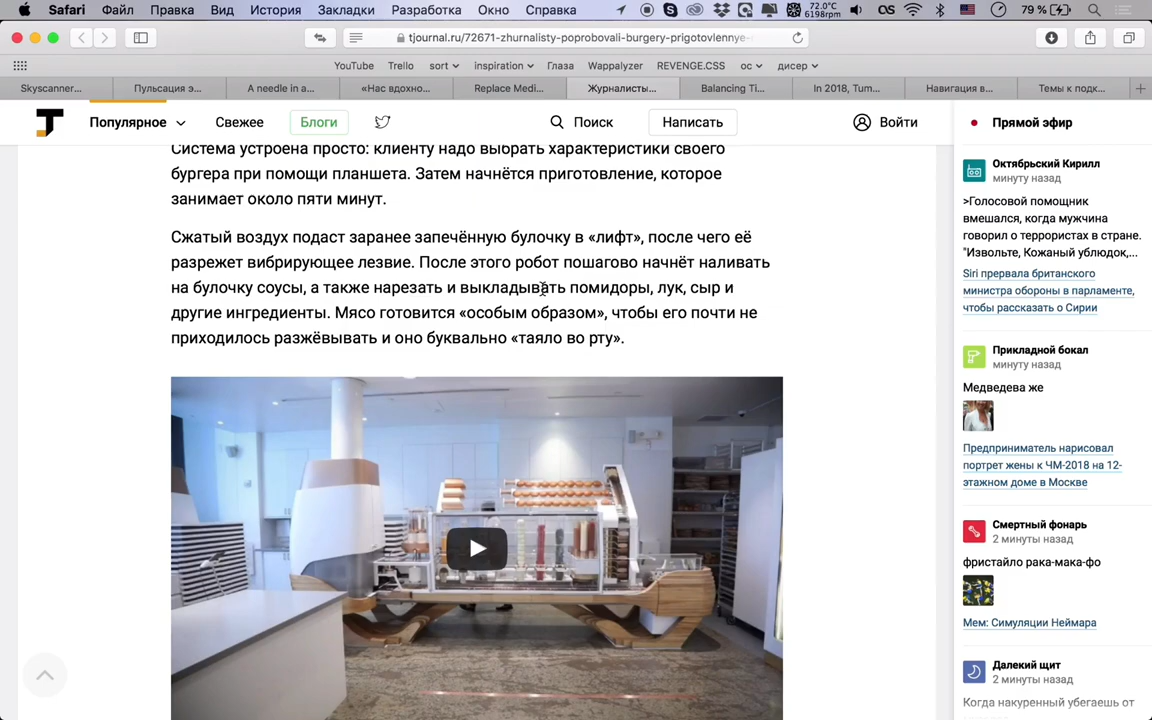 Safari Файл Правка Вид История Закладки Разработка Окно Справка 72.0°C 6198rpm 79 %
tjournal.ru/72671-zhurnalisty-poprobovali-burgery-prigotovlennye-
YouTube Trello sort inspiration Глаза Wappalyzer REVENGE.CSS ос дисер
Skyscanner... Пульсация э... A needle in a... «Нас вдохно... Replace Medi... Журналисты... Balancing Ti... In 2018, Tum... Навигация в... Темы к подк...
Популярное Свежее Блоги Поиск Написать Войти
Система устроена просто: клиенту надо выбрать характеристики своего
бургера при помощи планшета. Затем начнётся приготовление, которое
занимает около пяти минут.
Сжатый воздух подаст заранее запечённую булочку в «лифт», после чего её
разрежет вибрирующее лезвие. После этого робот пошагово начнёт наливать
на булочку соусы, а также нарезать и выкладывать помидоры, лук, сыр и
другие ингредиенты. Мясо готовится «особым образом», чтобы его почти не
приходилось разжёвывать и оно буквально «таяло во рту».
Прямой эфир
Октябрьский Кирилл
минуту назад
>Голосовой помощник
вмешался, когда мужчина
говорил о террористах в стране.
"Извольте, Кожаный ублюдок,...
Siri прервала британского
министра обороны в парламенте,
чтобы рассказать о Сирии
Прикладной бокал
минуту назад
Медведева же
Предприниматель нарисовал
портрет жены к ЧМ-2018 на 12-
этажном доме в Москве
Смертный фонарь
2 минуты назад
фристайло рака-мака-фо
Мем: Симуляции Неймара
Далекий щит
2 минуты назад
Когда накуренный убегаешь от